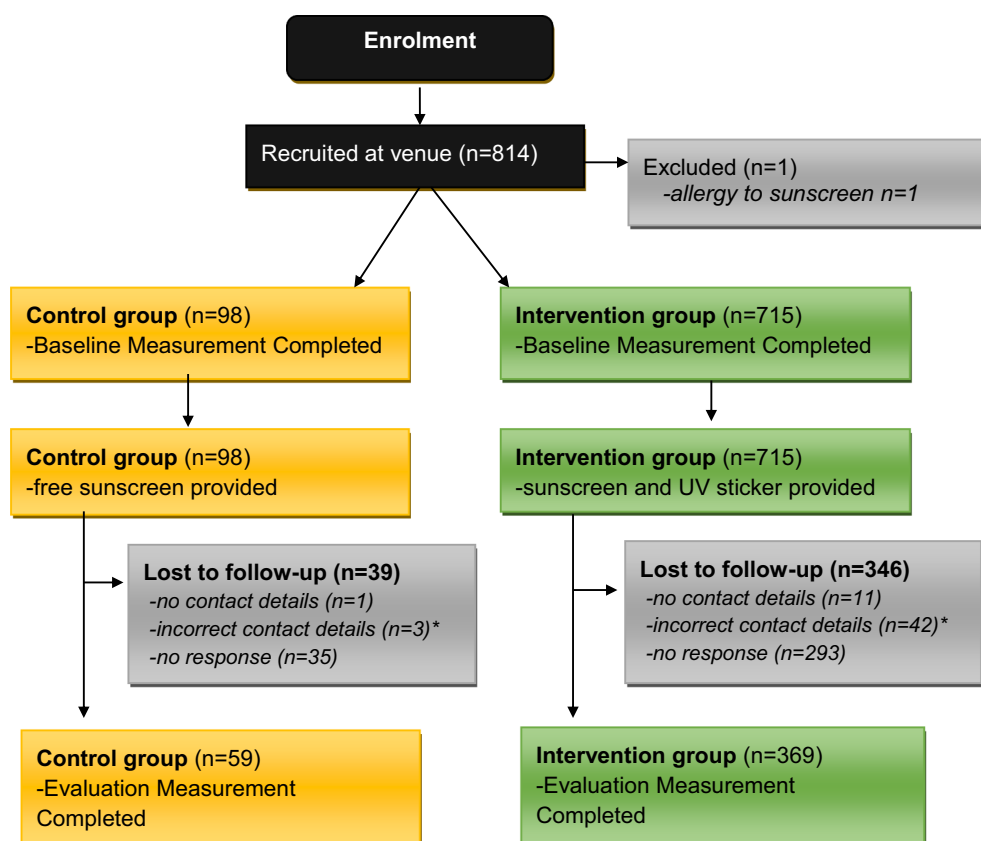 Enrolment
Recruited at venue (n=814)
Excluded (n=1)
-allergy to sunscreen n=1
Control group (n=98)
-Baseline Measurement Completed
Intervention group (n=715)
-Baseline Measurement Completed
Control group (n=98)
-free sunscreen provided
Intervention group (n=715)
-sunscreen and UV sticker provided
Lost to follow-up (n=39)
-no contact details (n=1)
-incorrect contact details (n=3)*
-no response (n=35)
Lost to follow-up (n=346)
-no contact details (n=11)
-incorrect contact details (n=42)*
-no response (n=293)
Control group (n=59)
-Evaluation Measurement
Completed
Intervention group (n=369)
-Evaluation Measurement
Completed